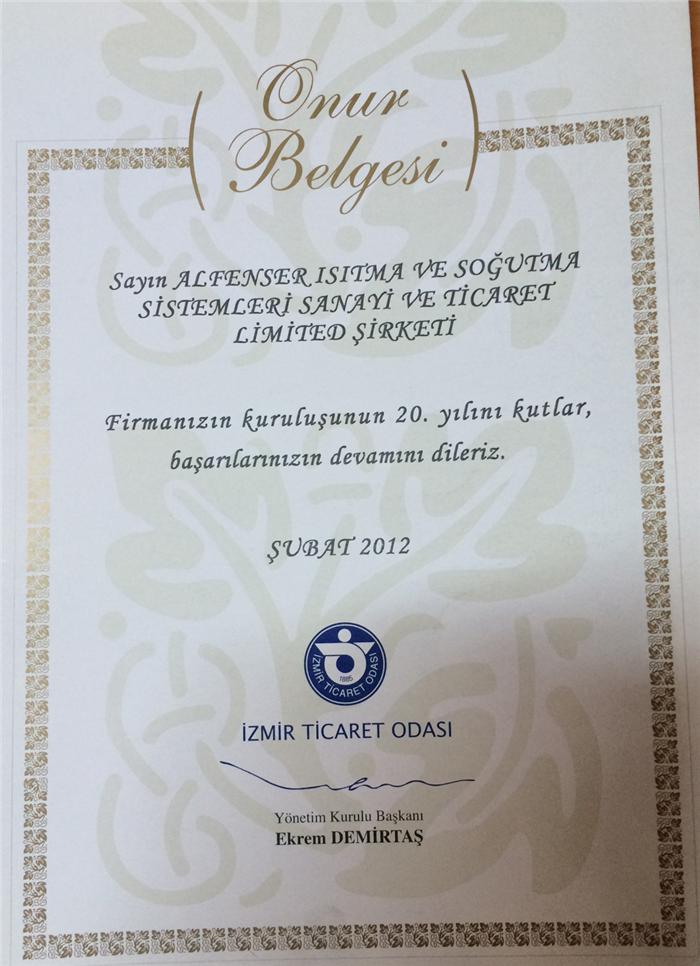 Onur
Belgesi
Sayın ALFENSER ISITMA VE SOĞUTMA
SİSTEMLERİ SANAYİ VE TİCARET
LİMİTED ŞİRKETİ
Firmanızın kuruluşunun 20. yılını kutlar,
başarılarınızın devamını dileriz.
ŞUBAT 2012
1885
İZMİR TİCARET ODASI
İZMİR TİCARET ODASI
Yönetim Kurulu Başkanı
Ekrem DEMİRTAŞ